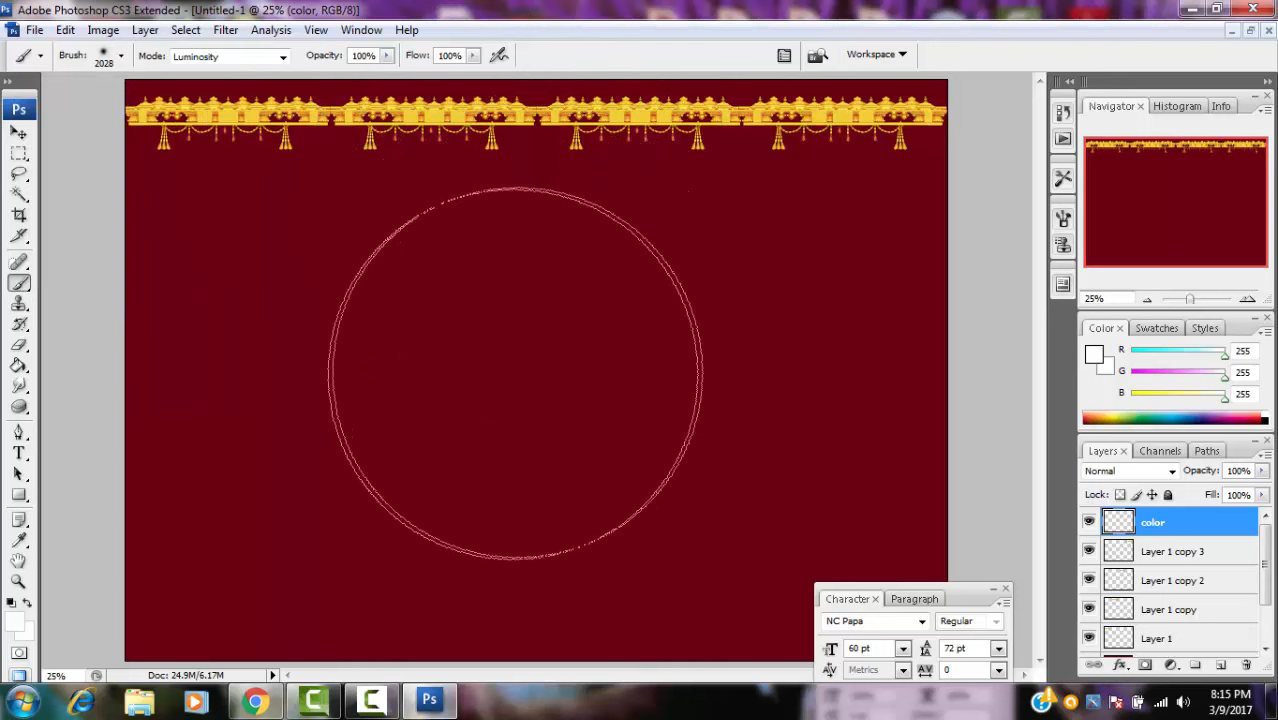 Adobe Photoshop CS3 Extended - [Untitled-1 @ 25% (color, RGB/8)]
File Edit Image Layer Select Filter Analysis View Window Help
Brush: 2028 Mode: Luminosity Opacity: 100% Flow: 100% Workspace
Ps
Navigator Histogram Info
25%
Color Swatches Styles
R 255
G 255
B 255
Layers Channels Paths
Normal Opacity: 100%
Lock: Fill: 100%
color
Layer 1 copy 3
Layer 1 copy 2
Layer 1 copy
Layer 1
Character Paragraph
NC Papa Regular
60 pt 72 pt
Metrics 0
25% Doc: 24.9M/6.17M
8:15 PM
3/9/2017